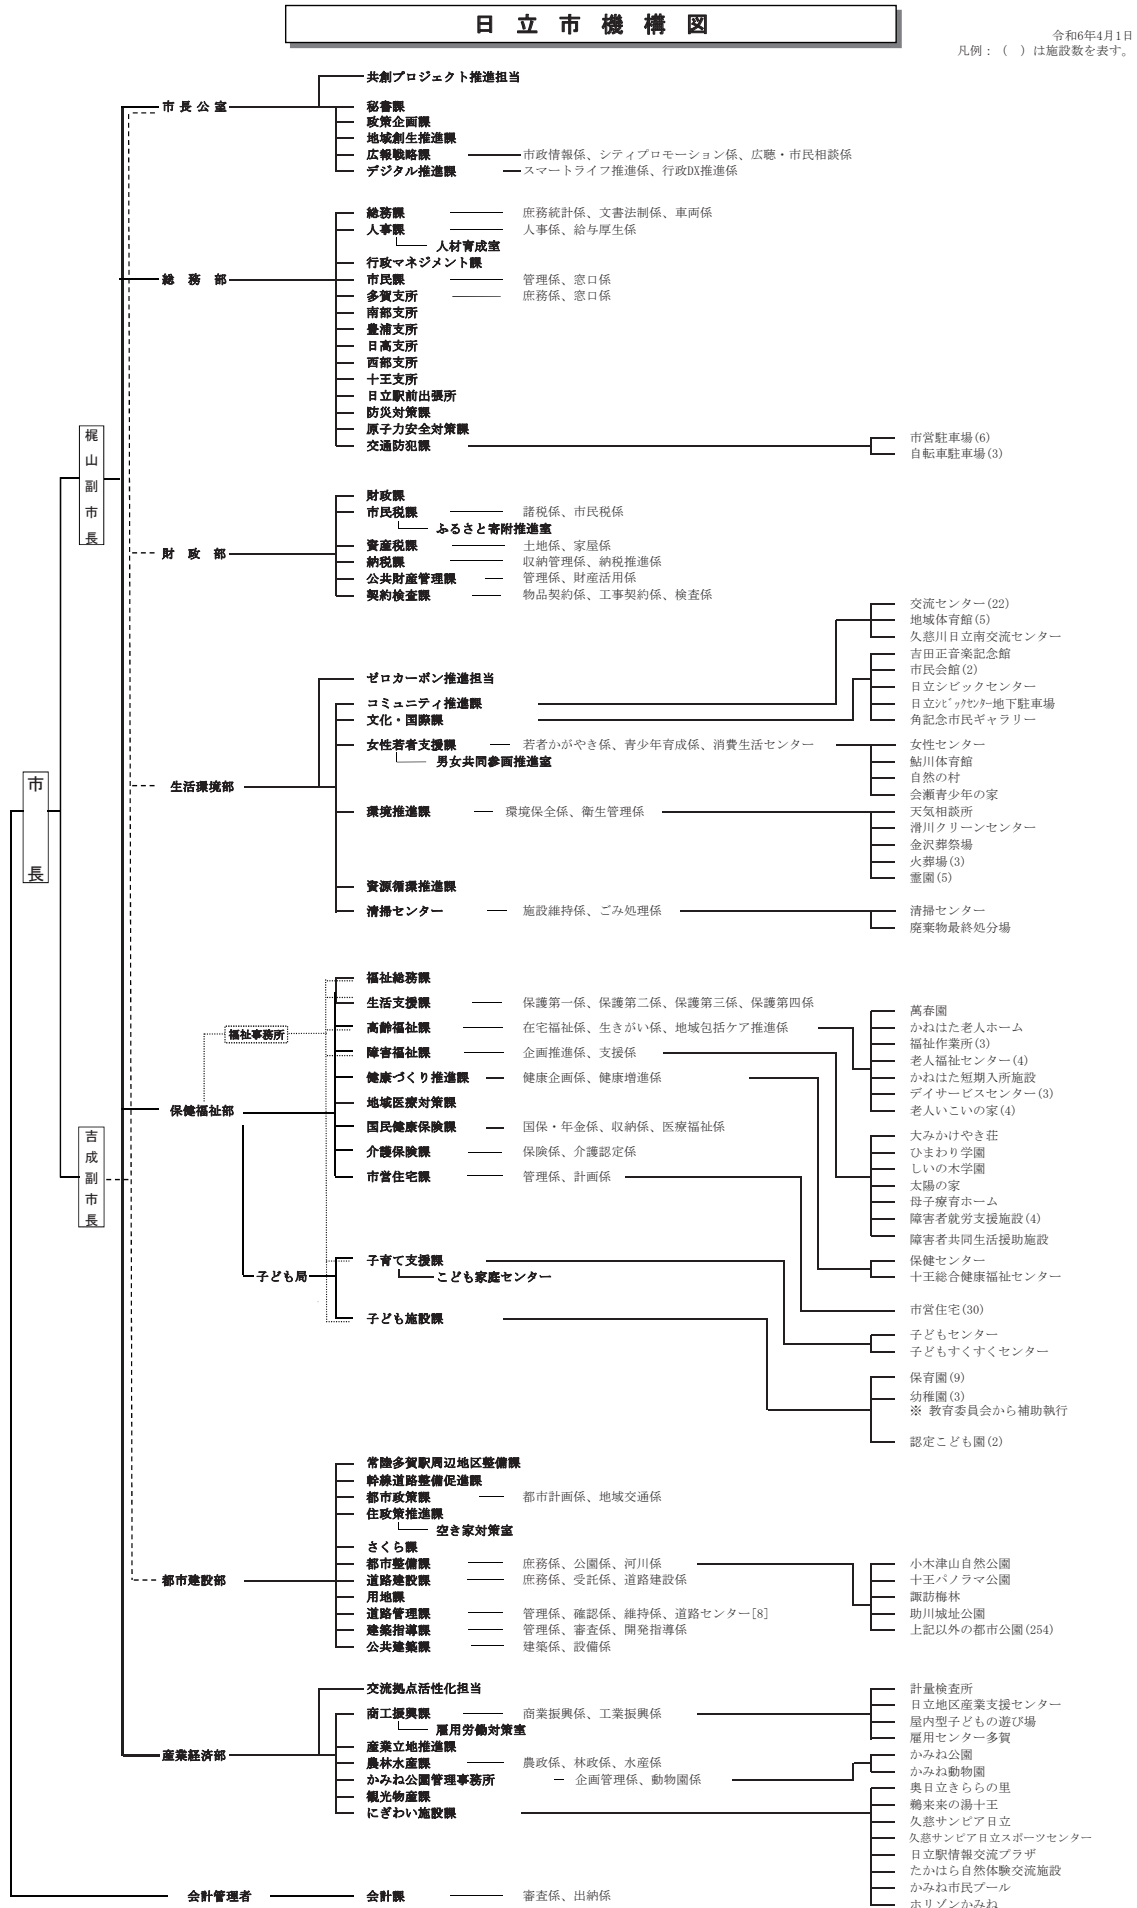 日立市機構図
令和6年4月1日
凡例：（　）は施設数を表す。
市長
梶山副市長
吉成副市長
市長公室
共創プロジェクト推進担当
秘書課
政策企画課
地域創生推進課
広報戦略課 市政情報係、シティプロモーション係、広聴・市民相談係
デジタル推進課 スマートライフ推進係、行政DX推進係
総務部
総務課 庶務統計係、文書法制係、車両係
人事課 人事係、給与厚生係
人材育成室
行政マネジメント課
市民課 管理係、窓口係
多賀支所 庶務係、窓口係
南部支所
豊浦支所
日高支所
西部支所
十王支所
日立駅前出張所
防災対策課
原子力安全対策課
交通防犯課
市営駐車場(6)
自転車駐車場(3)
財政部
財政課
市民税課 諸税係、市民税係
ふるさと寄附推進室
資産税課 土地係、家屋係
納税課 収納管理係、納税推進係
公共財産管理課 管理係、財産活用係
契約検査課 物品契約係、工事契約係、検査係
生活環境部
ゼロカーボン推進担当
コミュニティ推進課
交流センター(22)
地域体育館(5)
久慈川日立南交流センター
文化・国際課
吉田正音楽記念館
市民会館(2)
日立シビックセンター
日立ｼﾋﾞｯｸｾﾝﾀｰ地下駐車場
角記念市民ギャラリー
女性若者支援課 若者かがやき係、青少年育成係、消費生活センター
男女共同参画推進室
女性センター
鮎川体育館
自然の村
会瀬青少年の家
環境推進課 環境保全係、衛生管理係
天気相談所
滑川クリーンセンター
金沢葬祭場
火葬場(3)
霊園(5)
資源循環推進課
清掃センター 施設維持係、ごみ処理係
清掃センター
廃棄物最終処分場
保健福祉部
福祉事務所
福祉総務課
生活支援課 保護第一係、保護第二係、保護第三係、保護第四係
高齢福祉課 在宅福祉係、生きがい係、地域包括ケア推進係
障害福祉課 企画推進係、支援係
健康づくり推進課 健康企画係、健康増進係
地域医療対策課
国民健康保険課 国保・年金係、収納係、医療福祉係
介護保険課 保険係、介護認定係
市営住宅課 管理係、計画係
萬春園
かねはた老人ホーム
福祉作業所(3)
老人福祉センター(4)
かねはた短期入所施設
デイサービスセンター(3)
老人いこいの家(4)
大みかけやき荘
ひまわり学園
しいの木学園
太陽の家
母子療育ホーム
障害者就労支援施設(4)
障害者共同生活援助施設
保健センター
十王総合健康福祉センター
市営住宅(30)
子ども局
子育て支援課
こども家庭センター
子ども施設課
子どもセンター
子どもすくすくセンター
保育園(9)
幼稚園(3)
※ 教育委員会から補助執行
認定こども園(2)
都市建設部
常陸多賀駅周辺地区整備課
幹線道路整備促進課
都市政策課 都市計画係、地域交通係
住政策推進課
空き家対策室
さくら課
都市整備課 庶務係、公園係、河川係
道路建設課 庶務係、受託係、道路建設係
用地課
道路管理課 管理係、確認係、維持係、道路センター[8]
建築指導課 管理係、審査係、開発指導係
公共建築課 建築係、設備係
小木津山自然公園
十王パノラマ公園
諏訪梅林
助川城址公園
上記以外の都市公園(254)
産業経済部
交流拠点活性化担当
商工振興課 商業振興係、工業振興係
雇用労働対策室
産業立地推進課
農林水産課 農政係、林政係、水産係
かみね公園管理事務所 企画管理係、動物園係
観光物産課
にぎわい施設課
計量検査所
日立地区産業支援センター
屋内型子どもの遊び場
雇用センター多賀
かみね公園
かみね動物園
奥日立きららの里
鵜来来の湯十王
久慈サンピア日立
久慈サンピア日立スポーツセンター
日立駅情報交流プラザ
たかはら自然体験交流施設
かみね市民プール
ホリゾンかみね
会計管理者
会計課 審査係、出納係